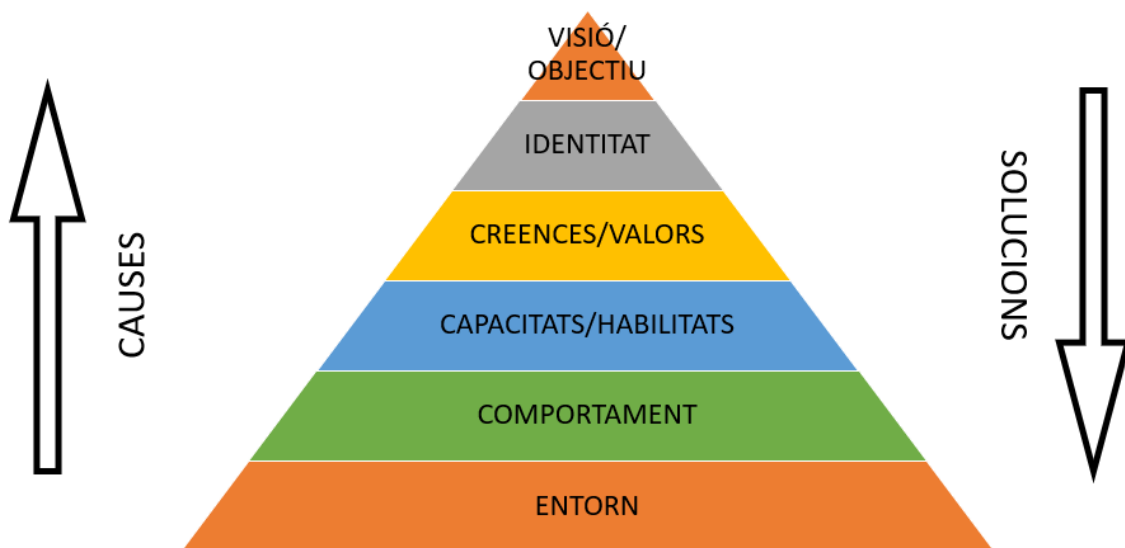 VISIÓ/
OBJECTIU
IDENTITAT
CREENCES/VALORS
CAPACITATS/HABILITATS
COMPORTAMENT
ENTORN
CAUSES
SOLUCIONS